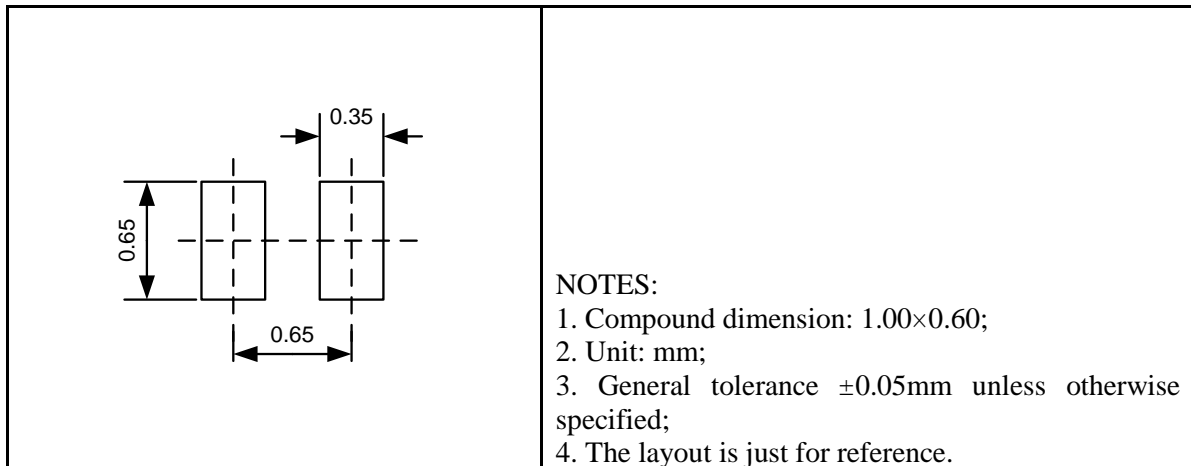 0.35
0.65
0.65
NOTES:
1. Compound dimension: 1.00×0.60;
2. Unit: mm;
3. General tolerance ±0.05mm unless otherwise
specified;
4. The layout is just for reference.